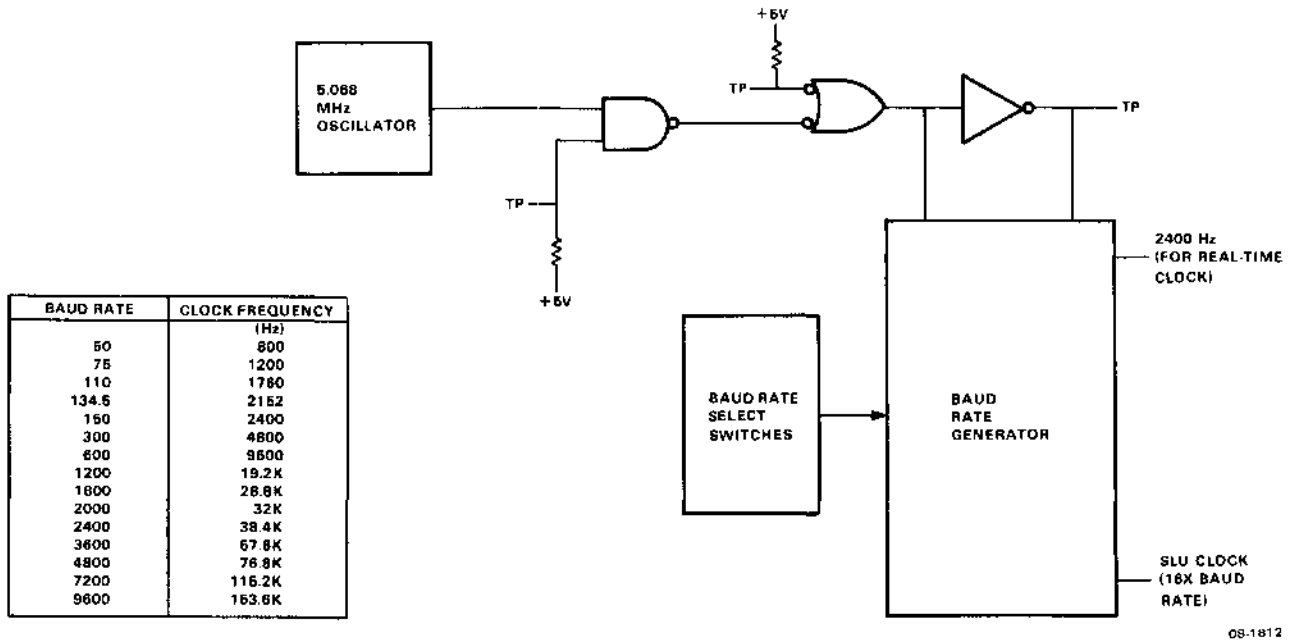 +5V
5.068
MHz
OSCILLATOR
TP
TP
TP
+5V
2400 Hz
(FOR REAL-TIME
CLOCK)
BAUD RATE CLOCK FREQUENCY
(Hz)
50 800
75 1200
110 1760
134.5 2152
150 2400
300 4800
600 9600
1200 19.2K
1800 28.8K
2000 32K
2400 38.4K
3600 57.6K
4800 76.8K
7200 115.2K
9600 153.6K
BAUD RATE
SELECT
SWITCHES
BAUD
RATE
GENERATOR
SLU CLOCK
(16X BAUD
RATE)
08-1812